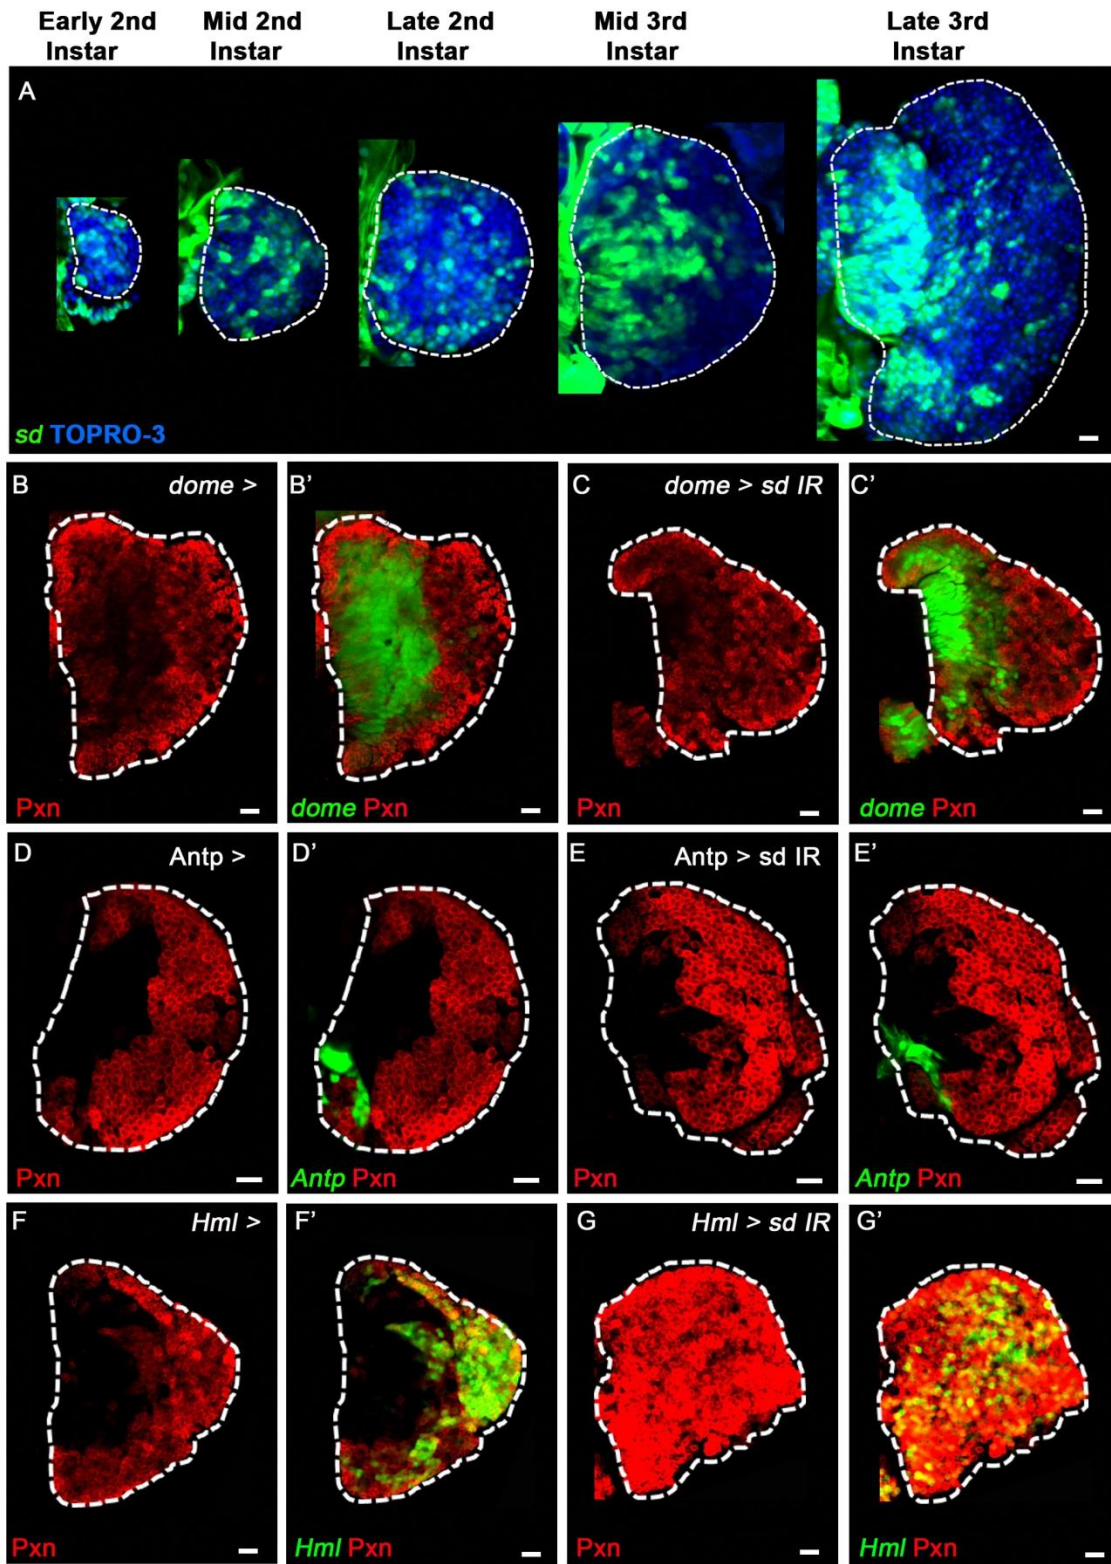 Early 2nd Instar
Mid 2nd Instar
Late 2nd Instar
Mid 3rd Instar
Late 3rd Instar
A
sd TOPRO-3
B
dome >
B'
C
dome > sd IR
C'
Pxn
dome Pxn
Pxn
dome Pxn
D
Antp >
D'
E
Antp > sd IR
E'
Pxn
Antp Pxn
Pxn
Antp Pxn
F
Hml >
F'
G
Hml > sd IR
G'
Pxn
Hml Pxn
Pxn
Hml Pxn